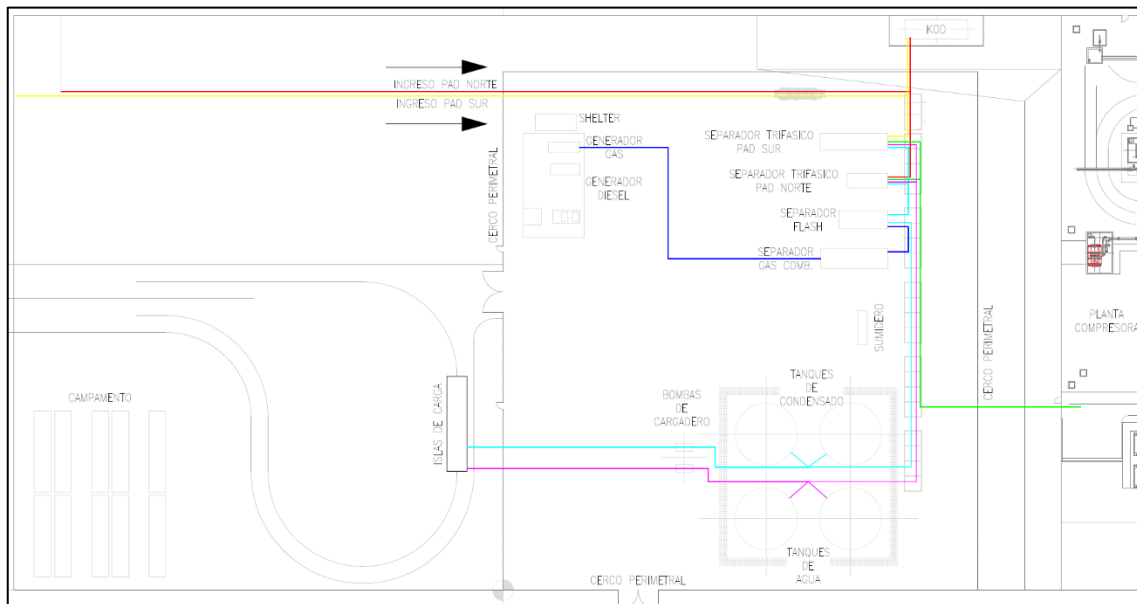 KOD
INGRESO PAD NORTE
INGRESO PAD SUR
SHELTER
GENERADOR
GAS
GENERADOR
DIESEL
CERCO PERIMETRAL
SEPARADOR TRIFASICO
PAD SUR
SEPARADOR TRIFASICO
PAD NORTE
SEPARADOR
FLASH
SEPARADOR
GAS COMB.
SUMIDERO
CERCO PERIMETRAL
PLANTA
COMPRESORA
CAMPAMENTO
ISLAS DE CARGA
BOMBAS
DE
CARGADERO
TANQUES
DE
CONDENSADO
TANQUES
DE
AGUA
CERCO PERIMETRAL